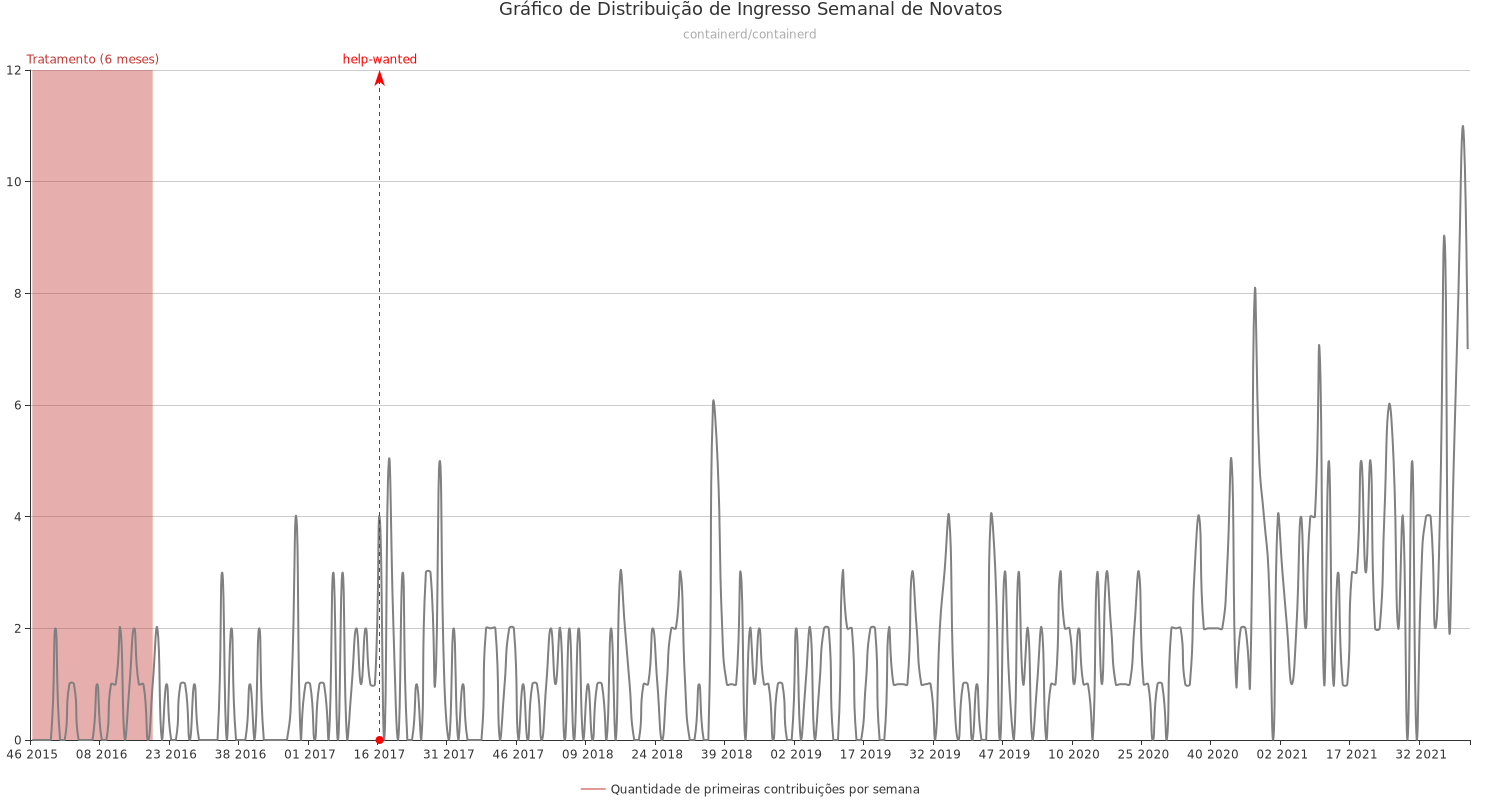 Gráfico de Distribuição de Ingresso Semanal de Novatos
containerd/containerd
Tratamento (6 meses)
help-wanted
12
10
8
6
4
2
0
46 2015 08 2016 23 2016 38 2016 01 2017 16 2017 31 2017 46 2017 09 2018 24 2018 39 2018 02 2019 17 2019 32 2019 47 2019 10 2020 25 2020 40 2020 02 2021 17 2021 32 2021
Quantidade de primeiras contribuições por semana